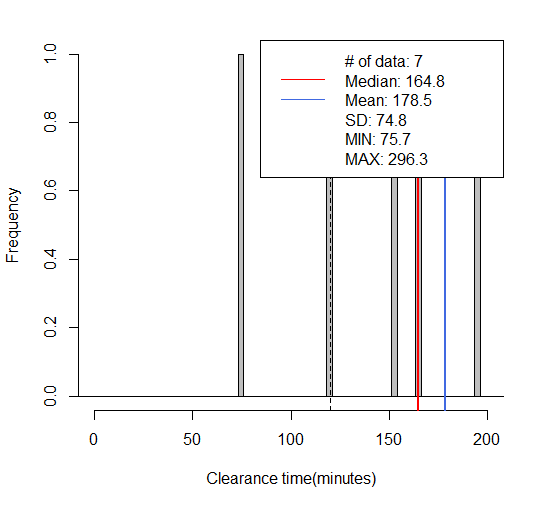 # of data: 7
Median: 164.8
Mean: 178.5
SD: 74.8
MIN: 75.7
MAX: 296.3
1.0
0.8
0.6
0.4
0.2
0.0
Frequency
0 50 100 150 200
Clearance time(minutes)